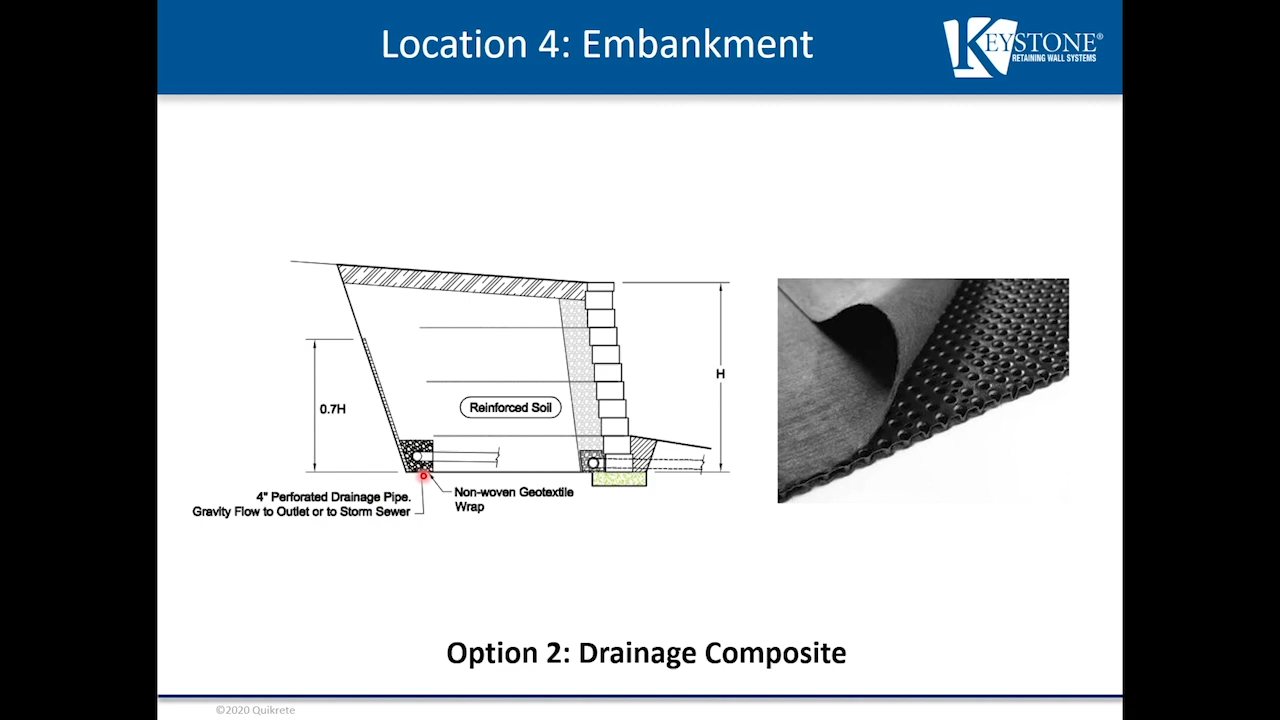 Location 4: Embankment
KEYSTONE®
RETAINING WALL SYSTEMS
H
0.7H
Reinforced Soil
4" Perforated Drainage Pipe.
Gravity Flow to Outlet or to Storm Sewer
Non-woven Geotextile
Wrap
Option 2: Drainage Composite
©2020 Quikrete